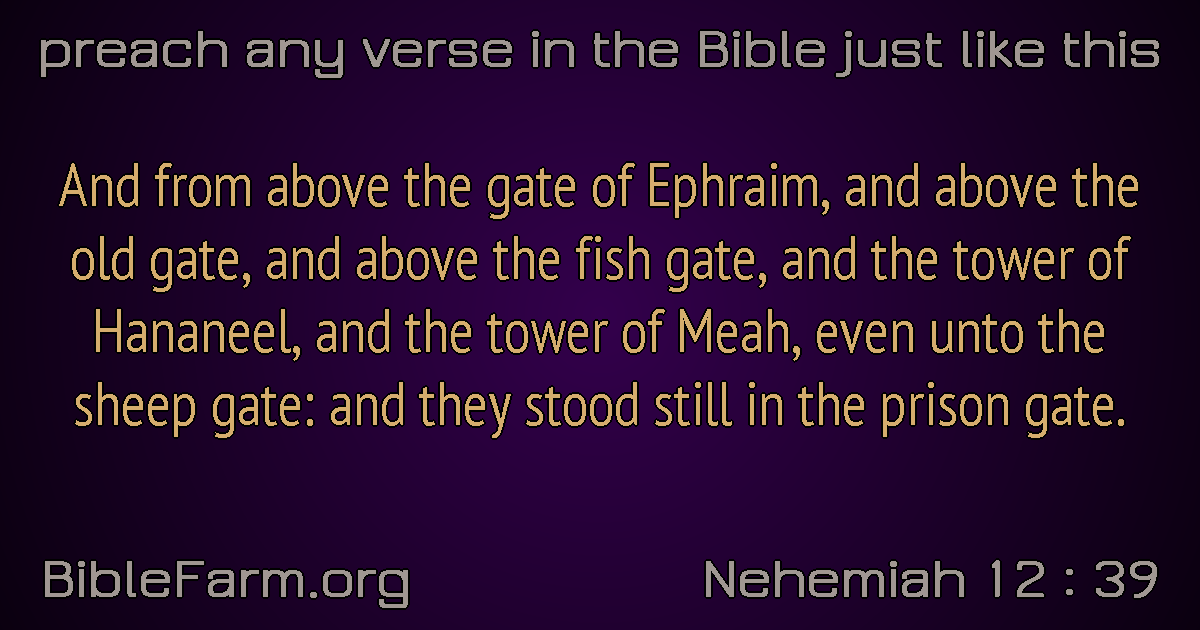 preach any verse in the Bible just like this
And from above the gate of Ephraim, and above the
old gate, and above the fish gate, and the tower of
Hananeel, and the tower of Meah, even unto the
sheep gate: and they stood still in the prison gate.
BibleFarm.org
Nehemiah 12 : 39